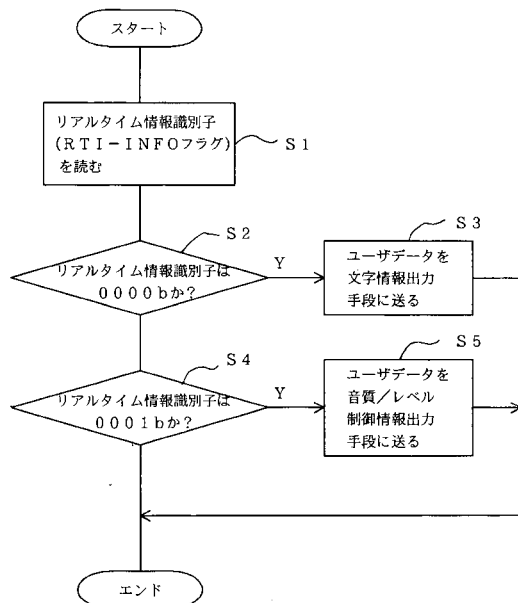 スタート
リアルタイム情報識別子
(RTI-INFOフラグ)
を読む
S1
S2
リアルタイム情報識別子は
0000bか?
Y
S3
ユーザデータを
文字情報出力
手段に送る
S4
リアルタイム情報識別子は
0001bか?
Y
S5
ユーザデータを
音質/レベル
制御情報出力
手段に送る
エンド